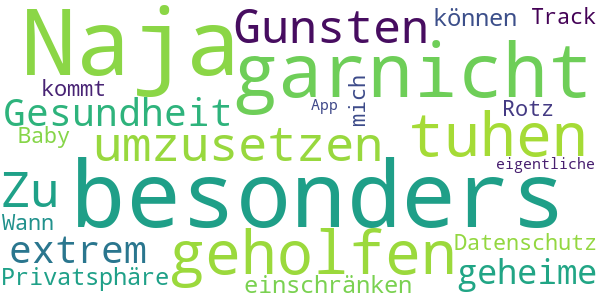 Naja Gunsten können Track
garnicht
kommt mich App Rotz
Gesundheit
Baby umzusetzen tuhen
eigentliche
Zu besonders
Wann
extrem geholfen Datenschutz
Privatsphäre einschränken geheime